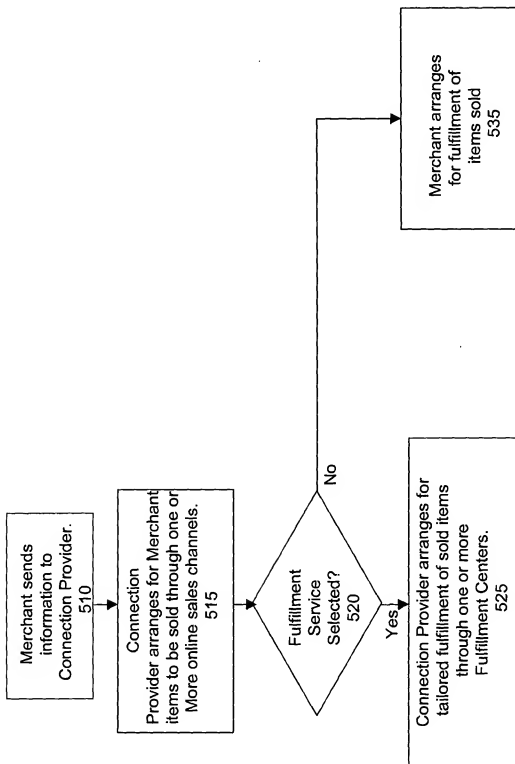 Merchant sends
information to
Connection Provider.
510
Connection
Provider arranges for Merchant
items to be sold through one or
More online sales channels.
515
Fulfillment
Service
Selected?
520
No
Yes
Merchant arranges
for fulfillment of
items sold
535
Connection Provider arranges for
tailored fulfillment of sold items
through one or more
Fulfillment Centers.
525